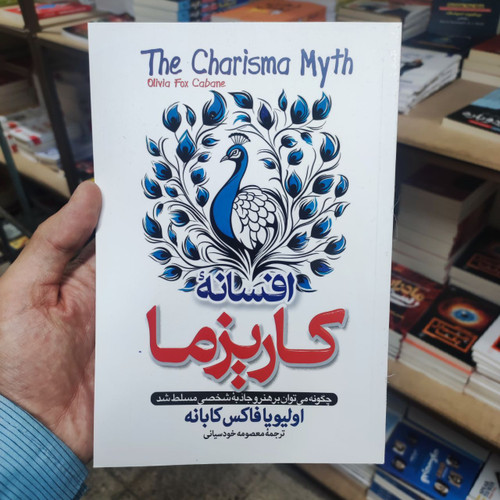 The Charisma Myth
Olivia Fox Cabane
افسانهٔ
کاریزما
چگونه می‌توان بر هنر و جاذبهٔ شخصی مسلط شد
اولیویا فاکس کابانه
ترجمهٔ معصومه خودسیانی